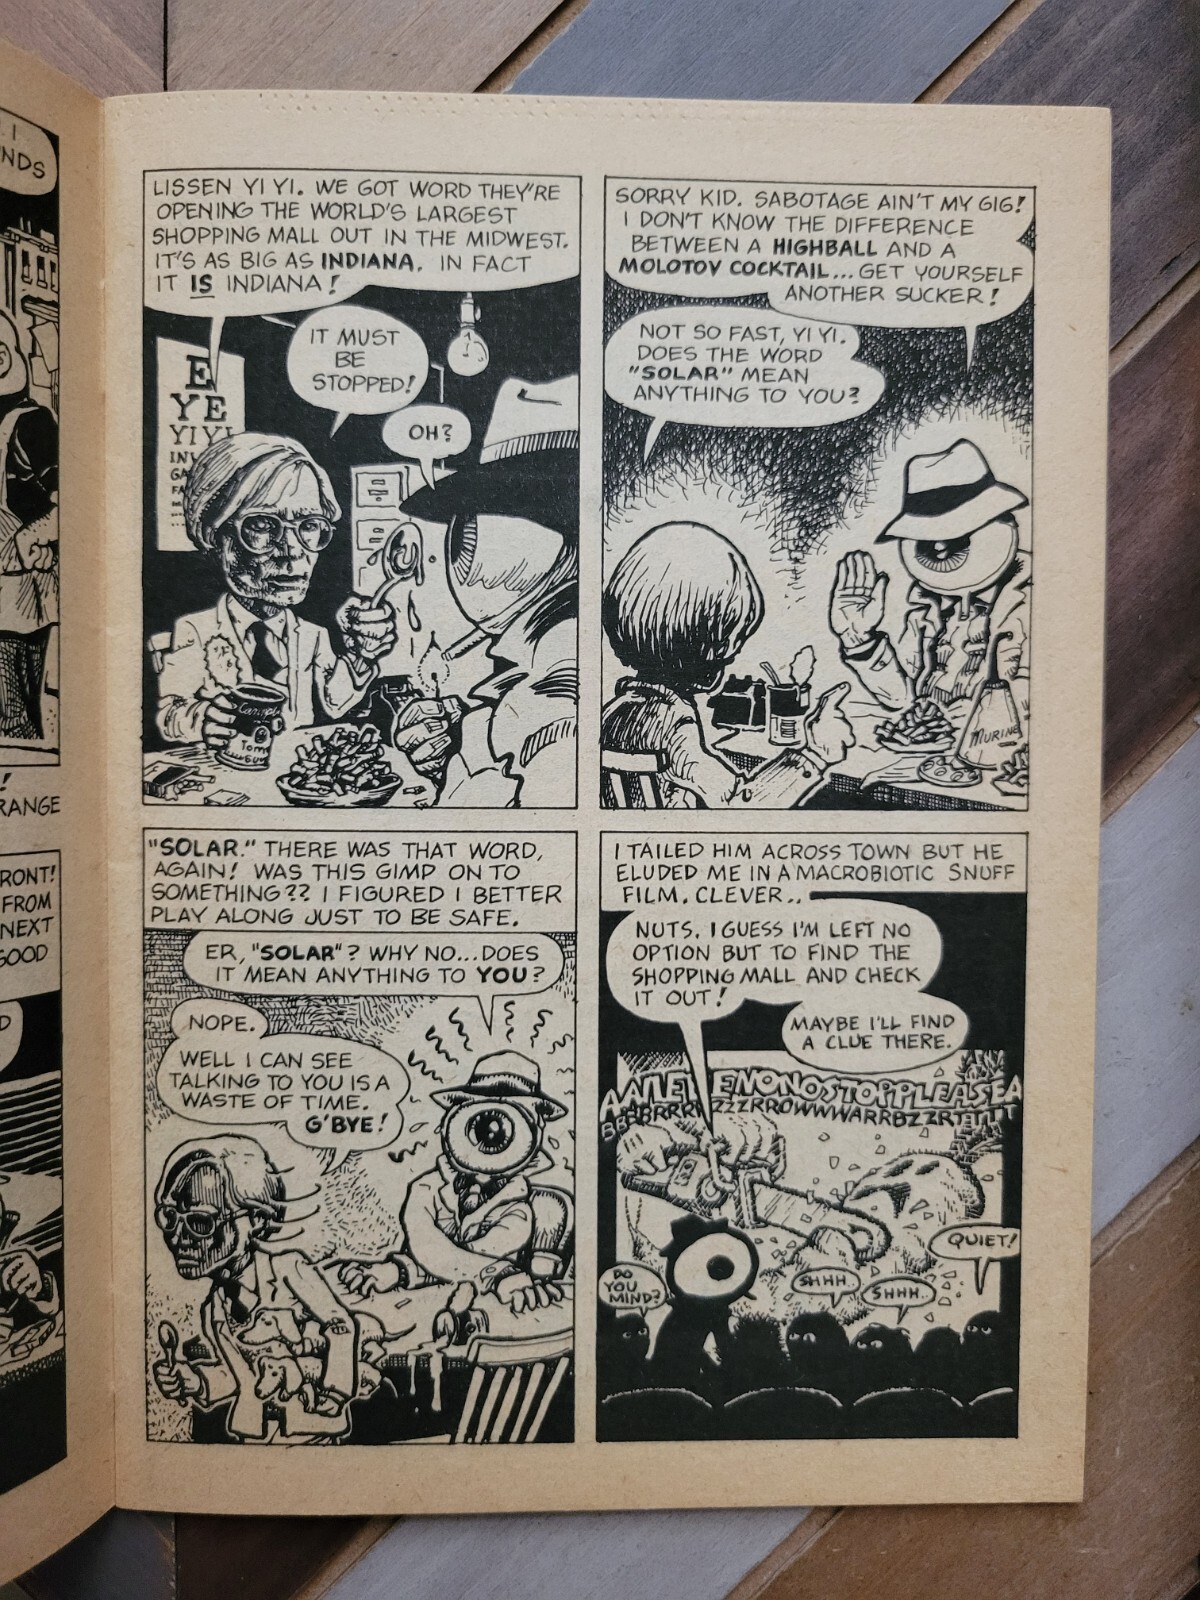 I
NDS
!
RANGE
RONT!
FROM
NEXT
GOOD
D
LISSEN YI YI. WE GOT WORD THEY'RE
OPENING THE WORLD'S LARGEST
SHOPPING MALL OUT IN THE MIDWEST.
IT'S AS BIG AS INDIANA. IN FACT
IT IS INDIANA!
IT MUST
BE
STOPPED!
OH?
E
YE
YIYI
Tom
SORRY KID. SABOTAGE AIN'T MY GIG!
I DON'T KNOW THE DIFFERENCE
BETWEEN A HIGHBALL AND A
MOLOTOV COCKTAIL... GET YOURSELF
ANOTHER SUCKER!
NOT SO FAST, YI YI.
DOES THE WORD
"SOLAR" MEAN
ANYTHING TO YOU?
MURINE
"SOLAR." THERE WAS THAT WORD,
AGAIN! WAS THIS GIMP ON TO
SOMETHING?? I FIGURED I BETTER
PLAY ALONG JUST TO BE SAFE.
ER, "SOLAR"? WHY NO...DOES
IT MEAN ANYTHING TO YOU?
NOPE.
WELL I CAN SEE
TALKING TO YOU IS A
WASTE OF TIME.
G'BYE!
I TAILED HIM ACROSS TOWN BUT HE
ELUDED ME IN A MACROBIOTIC SNUFF
FILM. CLEVER..
NUTS. I GUESS I'M LEFT NO
OPTION BUT TO FIND THE
SHOPPING MALL AND CHECK
IT OUT!
MAYBE I'LL FIND
A CLUE THERE.
EMONOSTOPPLEASEA
ZZZRROWWWARRBZZRTTTTT
QUIET!
DO
YOU
MIND?
SHHH.
SHHH.